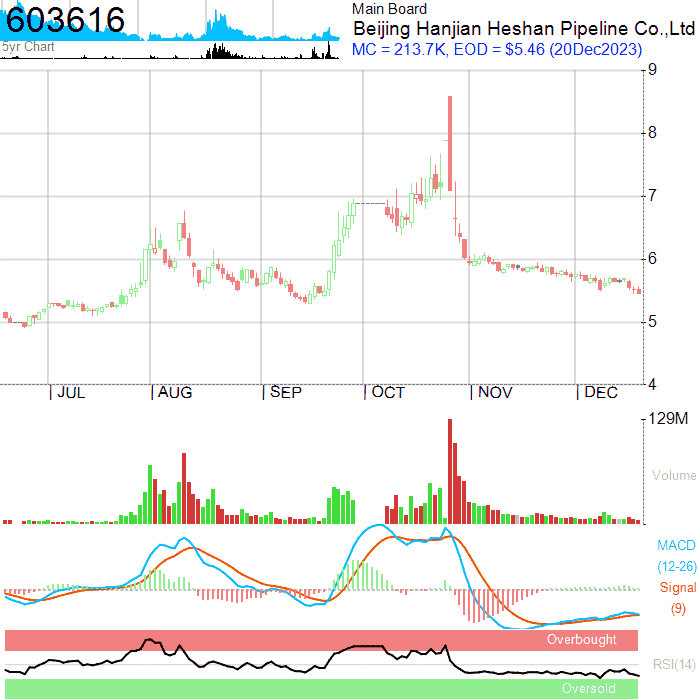 603616
5yr Chart
Main Board
Beijing Hanjian Heshan Pipeline Co.,Ltd
MC = 213.7K, EOD = $5.46 (20Dec2023)
9
8
7
6
5
4
JUL AUG SEP OCT NOV DEC
129M
Volume
MACD
(12-26)
Signal
(9)
Overbought
RSI(14)
Oversold